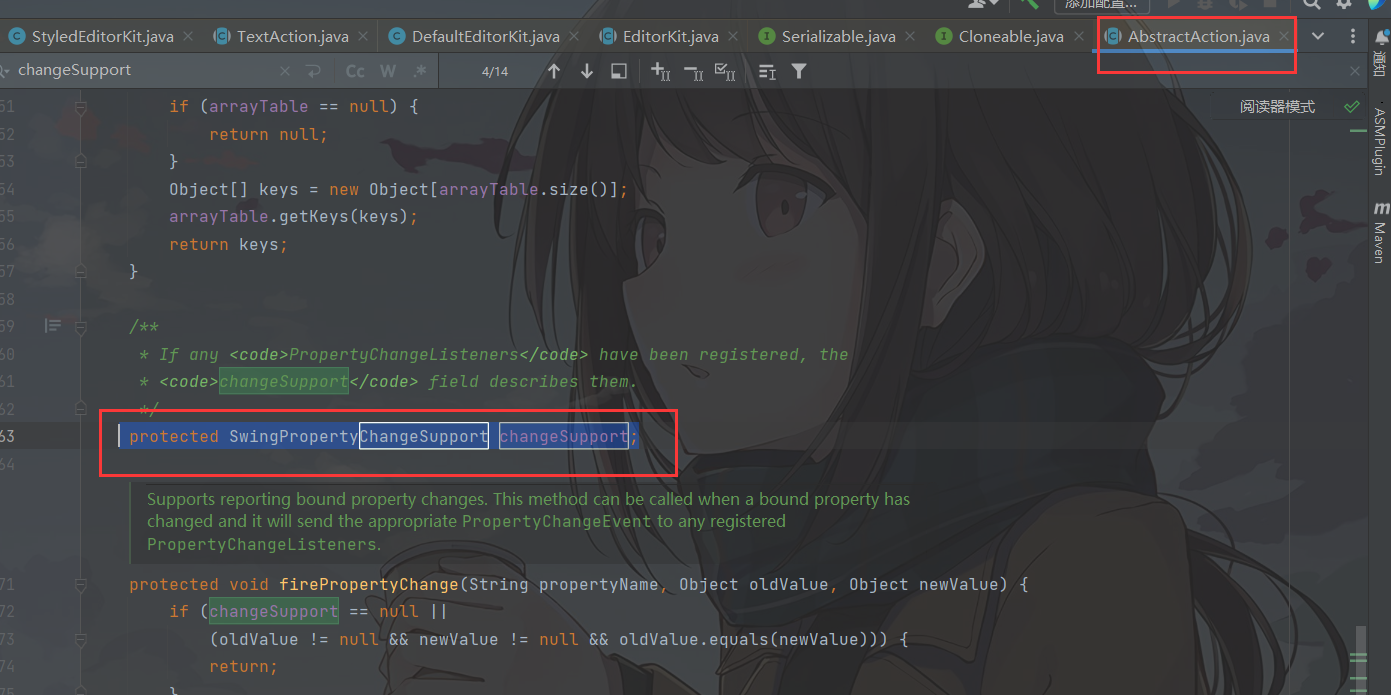 添加配置...
StyledEditorKit.java
TextAction.java
DefaultEditorKit.java
EditorKit.java
Serializable.java
Cloneable.java
AbstractAction.java
changeSupport
Cc W .* 4/14
通知
阅读器模式
ASMPlugin
m Maven
51 if (arrayTable == null) {
52 return null;
53 }
54 Object[] keys = new Object[arrayTable.size()];
55 arrayTable.getKeys(keys);
56 return keys;
57 }
58
59 /**
60 * If any <code>PropertyChangeListeners</code> have been registered, the
61 * <code>changeSupport</code> field describes them.
62 */
63 protected SwingPropertyChangeSupport changeSupport;
64
Supports reporting bound property changes. This method can be called when a bound property has
changed and it will send the appropriate PropertyChangeEvent to any registered
PropertyChangeListeners.
71 protected void firePropertyChange(String propertyName, Object oldValue, Object newValue) {
72 if (changeSupport == null ||
73 (oldValue != null && newValue != null && oldValue.equals(newValue))) {
74 return;
75 }